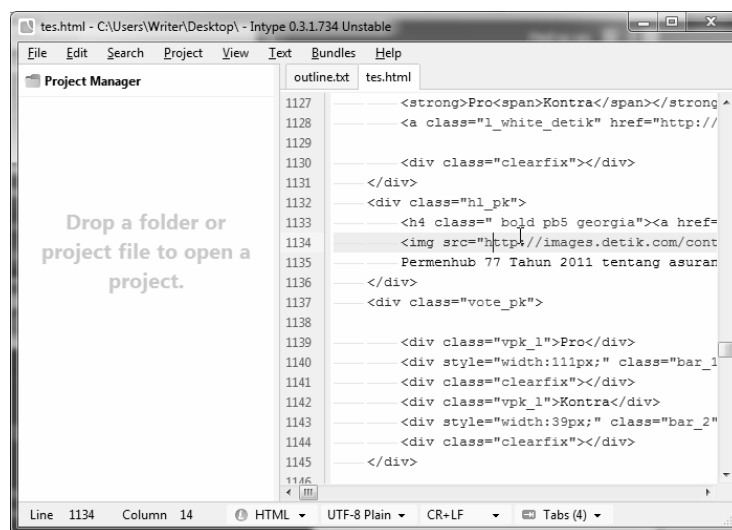 tes.html - C:\Users\Writer\Desktop\ - Intype 0.3.1.734 Unstable
File Edit Search Project View Text Bundles Help
Project Manager
outline.txt tes.html
Drop a folder or
project file to open a
project.
1127 <strong>Pro<span>Kontra</span></strong
1128 <a class="l_white_detik" href="http://
1129
1130 <div class="clearfix"></div>
1131 </div>
1132 <div class="hl_pk">
1133 <h4 class=" bold pb5 georgia"><a href=
1134 <img src="http://images.detik.com/cont
1135 Permenhub 77 Tahun 2011 tentang asuran
1136 </div>
1137 <div class="vote_pk">
1138
1139 <div class="vpk_l">Pro</div>
1140 <div style="width:111px;" class="bar_1
1141 <div class="clearfix"></div>
1142 <div class="vpk_l">Kontra</div>
1143 <div style="width:39px;" class="bar_2"
1144 <div class="clearfix"></div>
1145 </div>
1146
Line 1134 Column 14 HTML UTF-8 Plain CR+LF Tabs (4)